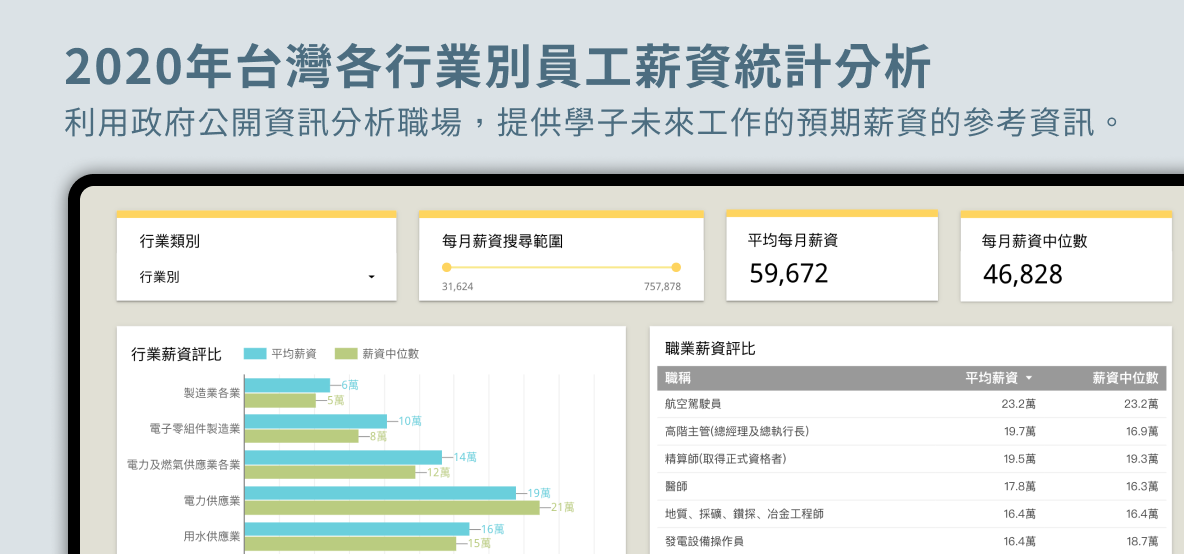 2020年台灣各行業別員工薪資統計分析
利用政府公開資訊分析職場，提供學子未來工作的預期薪資的參考資訊。
行業類別
行業別
每月薪資搜尋範圍
31,624 757,878
平均每月薪資
59,672
每月薪資中位數
46,828
行業薪資評比 平均薪資 薪資中位數
製造業各業 6萬
5萬
電子零組件製造業 10萬
8萬
電力及燃氣供應業各業 14萬
12萬
電力供應業 19萬
21萬
用水供應業 16萬
15萬
職業薪資評比
職稱 平均薪資 薪資中位數
航空駕駛員 23.2萬 23.2萬
高階主管(總經理及總執行長) 19.7萬 16.9萬
精算師(取得正式資格者) 19.5萬 19.3萬
醫師 17.8萬 16.3萬
地質、採礦、鑽探、冶金工程師 16.4萬 16.4萬
發電設備操作員 16.4萬 18.7萬